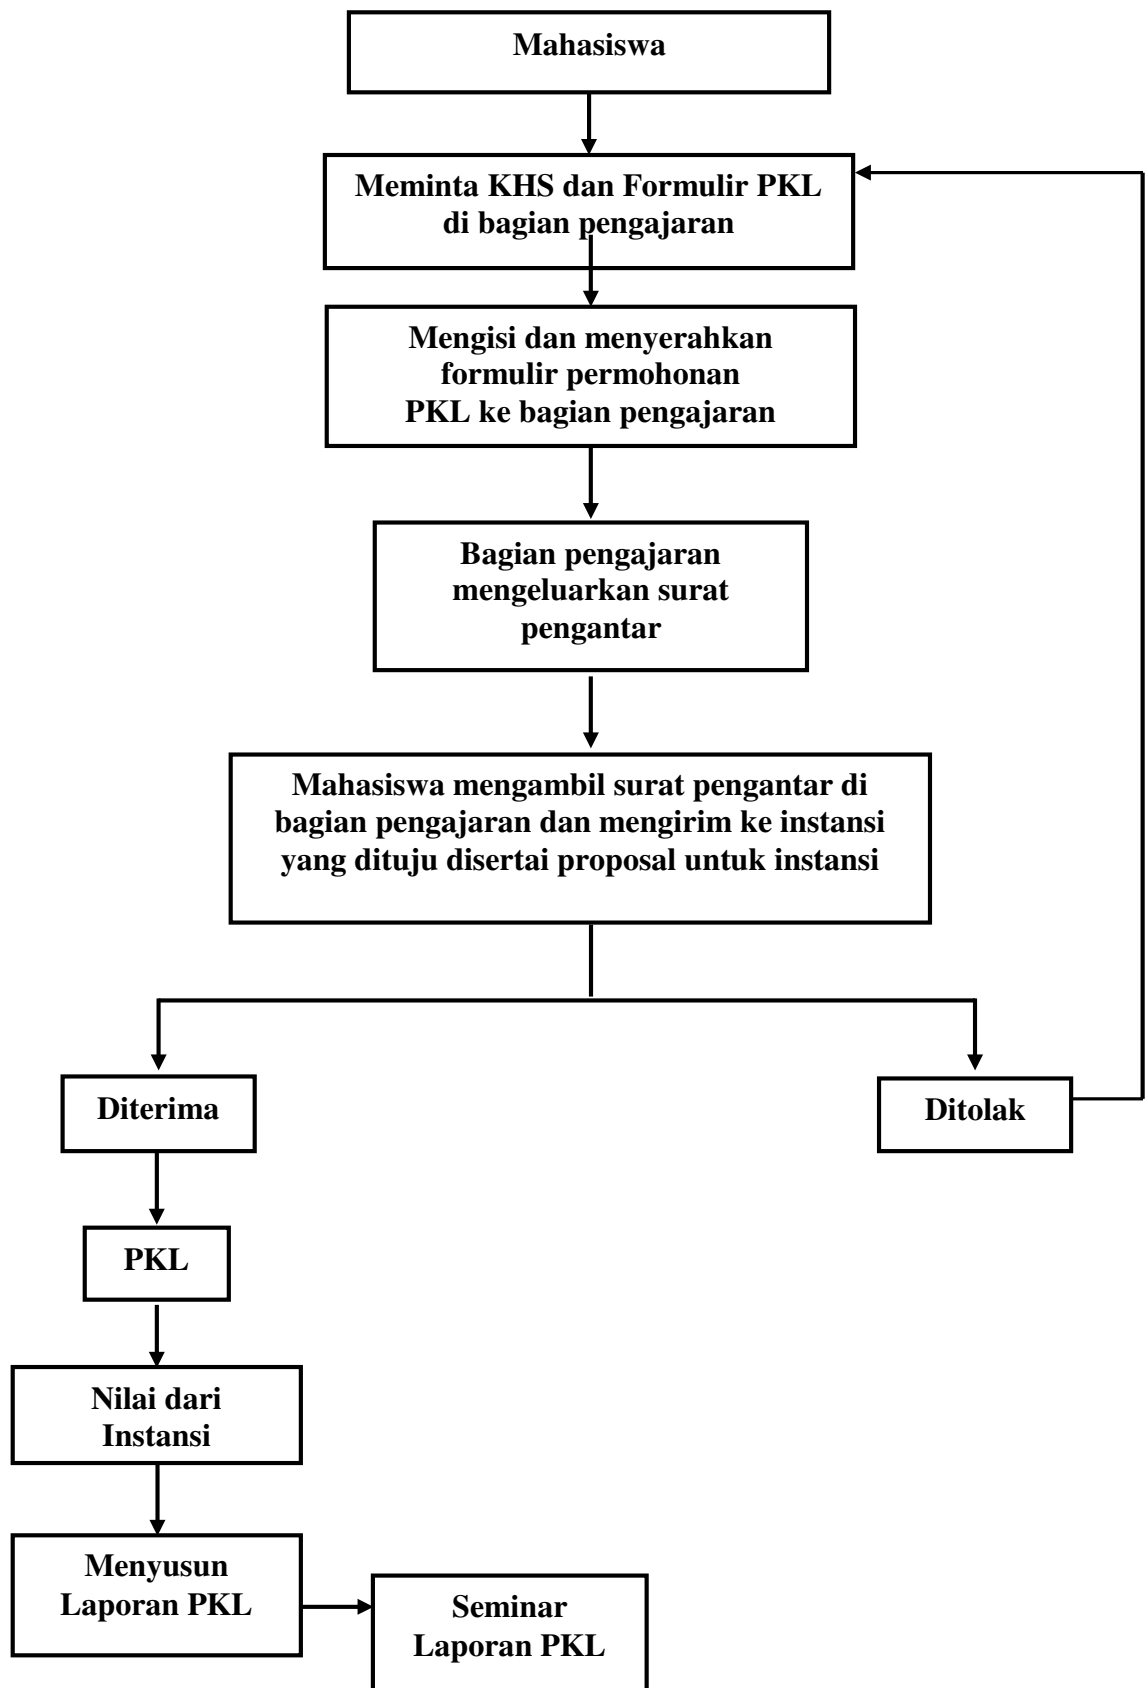 Mahasiswa
Meminta KHS dan Formulir PKL
di bagian pengajaran
Mengisi dan menyerahkan
formulir permohonan
PKL ke bagian pengajaran
Bagian pengajaran
mengeluarkan surat
pengantar
Mahasiswa mengambil surat pengantar di
bagian pengajaran dan mengirim ke instansi
yang dituju disertai proposal untuk instansi
Diterima
Ditolak
PKL
Nilai dari
Instansi
Menyusun
Laporan PKL
Seminar
Laporan PKL